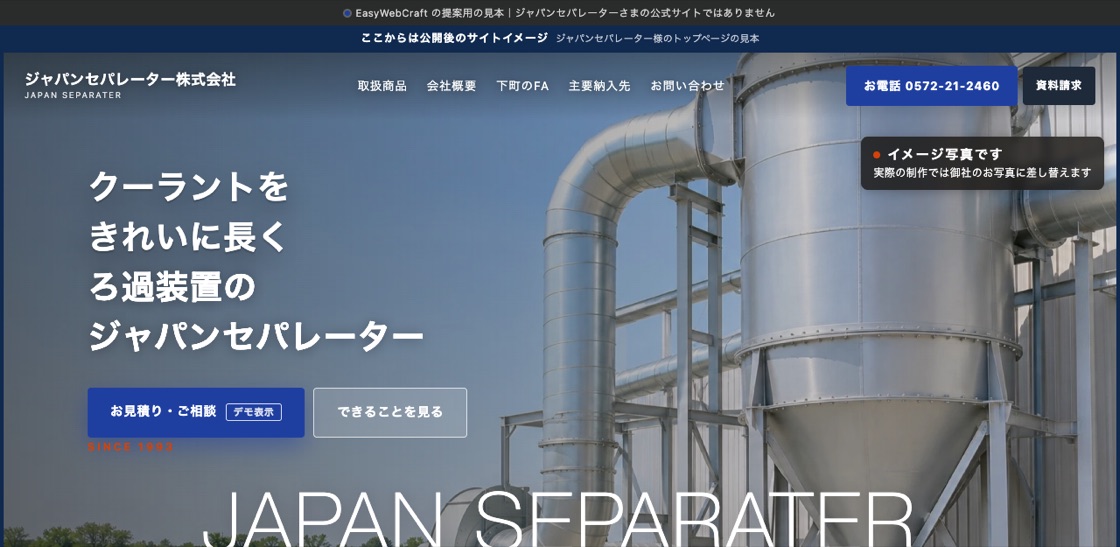 EasyWebCraft の提案用の見本｜ジャパンセパレーターさまの公式サイトではありません
ここからは公開後のサイトイメージ ジャパンセパレーター様のトップページの見本
ジャパンセパレーター株式会社
JAPAN SEPARATER
取扱商品 会社概要 下町のFA 主要納入先 お問い合わせ
お電話 0572-21-2460
資料請求
イメージ写真です
実際の制作では御社のお写真に差し替えます
クーラントを
きれいに長く
ろ過装置の
ジャパンセパレーター
お見積り・ご相談 デモ表示
できることを見る
SINCE
JAPAN SEPARATER